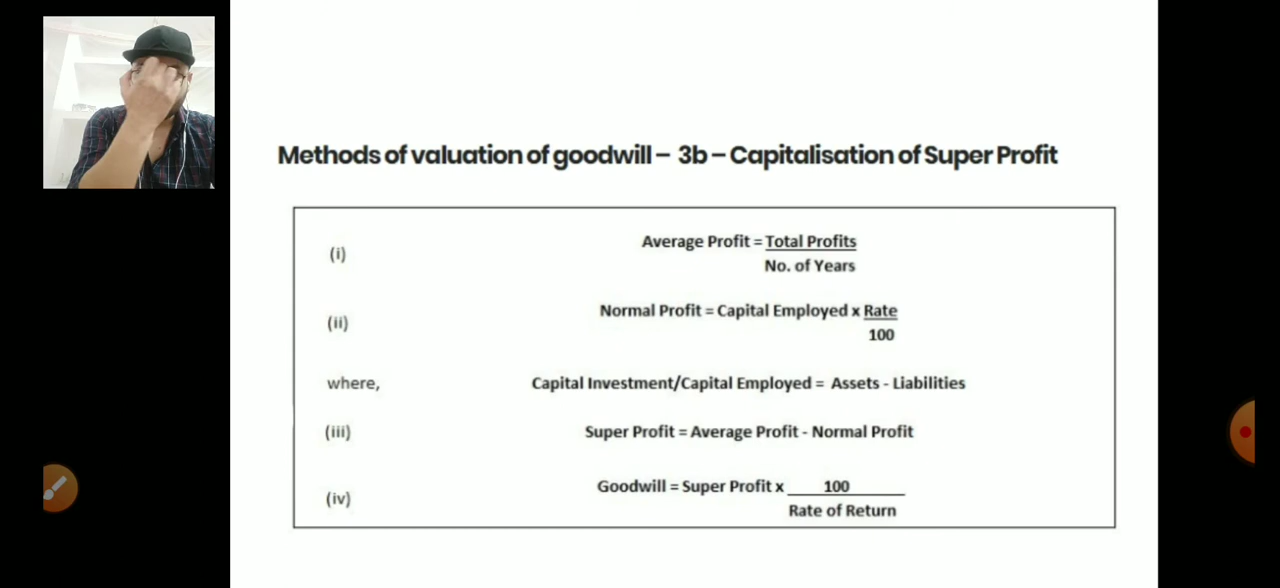 Methods of valuation of goodwill – 3b – Capitalisation of Super Profit
(i) Average Profit = Total Profits
No. of Years
(ii) Normal Profit = Capital Employed x Rate
100
where, Capital Investment/Capital Employed = Assets - Liabilities
(iii) Super Profit = Average Profit - Normal Profit
(iv) Goodwill = Super Profit x 100
Rate of Return